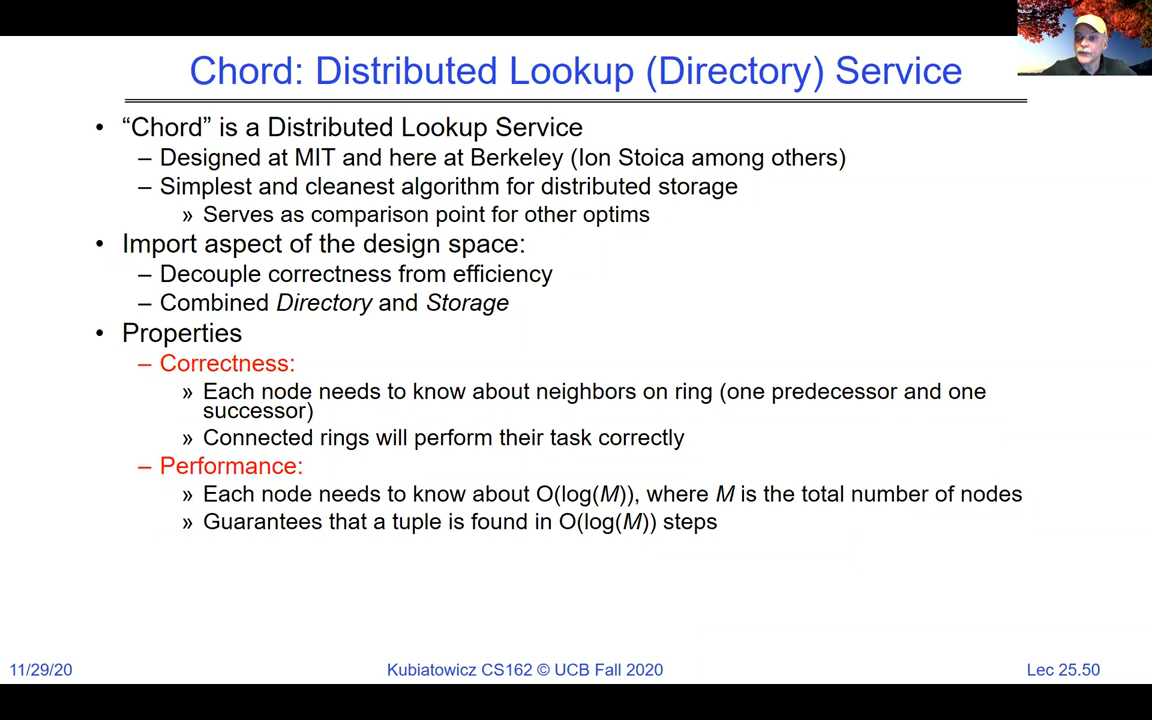 Chord: Distributed Lookup (Directory) Service
• “Chord” is a Distributed Lookup Service
– Designed at MIT and here at Berkeley (Ion Stoica among others)
– Simplest and cleanest algorithm for distributed storage
» Serves as comparison point for other optims
• Import aspect of the design space:
– Decouple correctness from efficiency
– Combined Directory and Storage
• Properties
– Correctness:
» Each node needs to know about neighbors on ring (one predecessor and one
successor)
» Connected rings will perform their task correctly
– Performance:
» Each node needs to know about O(log(M)), where M is the total number of nodes
» Guarantees that a tuple is found in O(log(M)) steps
11/29/20
Kubiatowicz CS162 © UCB Fall 2020
Lec 25.50